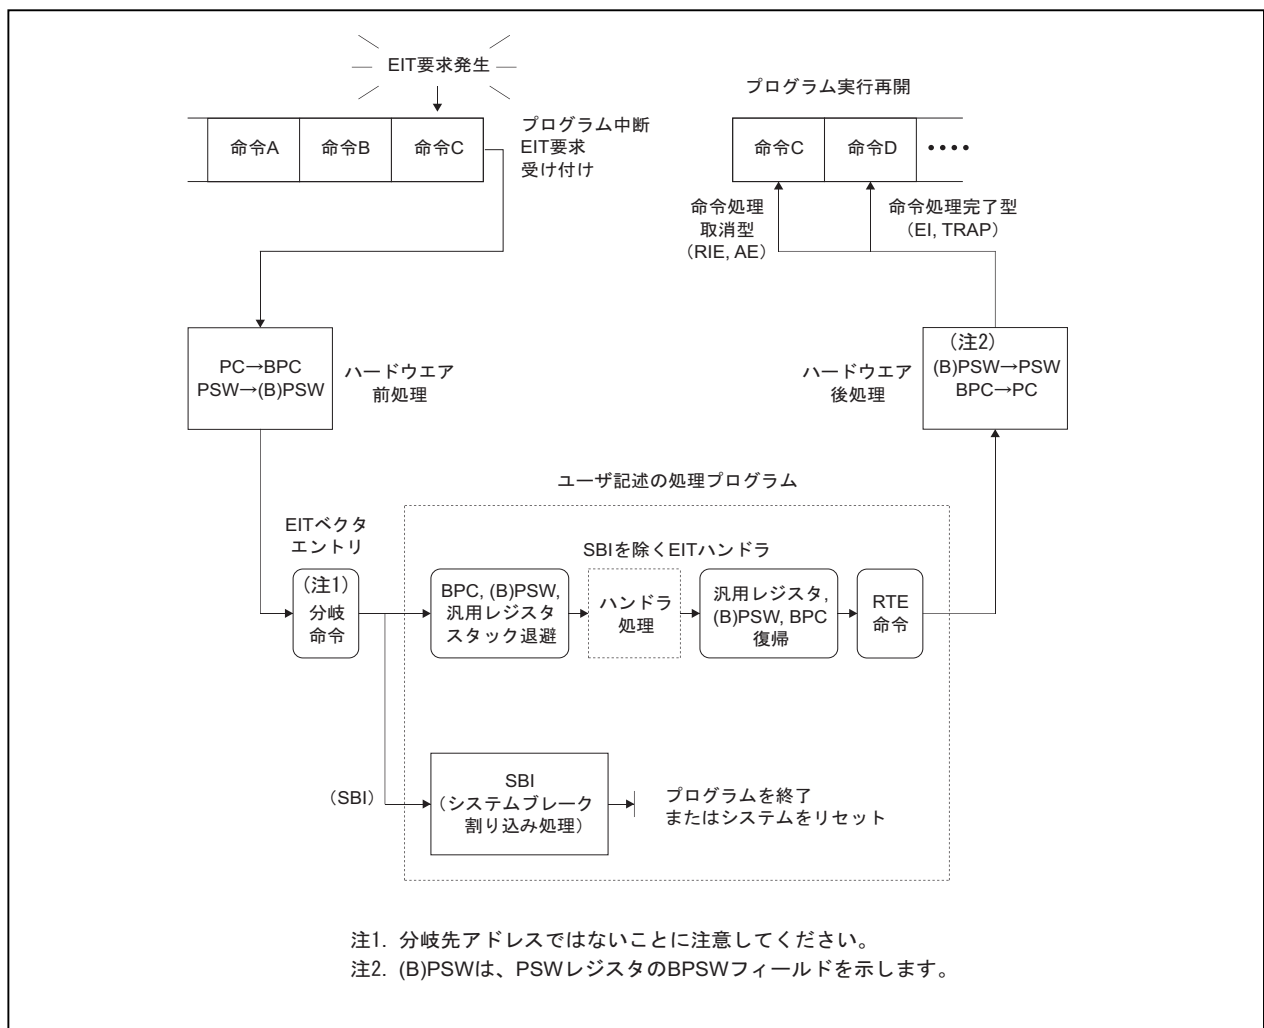 EIT要求発生
プログラム実行再開
命令A
命令B
命令C
プログラム中断
EIT要求
受け付け
命令C
命令D
••••
命令処理
取消型
(RIE, AE)
命令処理完了型
(EI, TRAP)
PC→BPC
PSW→(B)PSW
ハードウエア
前処理
ハードウエア
後処理
(注2)
(B)PSW→PSW
BPC→PC
ユーザ記述の処理プログラム
EITベクタ
エントリ
SBIを除くEITハンドラ
(注1)
分岐
命令
BPC, (B)PSW,
汎用レジスタ
スタック退避
ハンドラ
処理
汎用レジスタ,
(B)PSW, BPC
復帰
RTE
命令
(SBI)
SBI
(システムブレーク
割り込み処理)
プログラムを終了
またはシステムをリセット
注1. 分岐先アドレスではないことに注意してください。
注2. (B)PSWは、PSWレジスタのBPSWフィールドを示します。